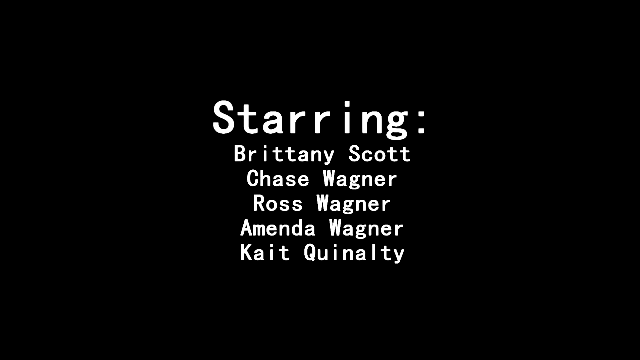 Starring:
Brittany Scott
Chase Wagner
Ross Wagner
Amenda Wagner
Kait Quinalty